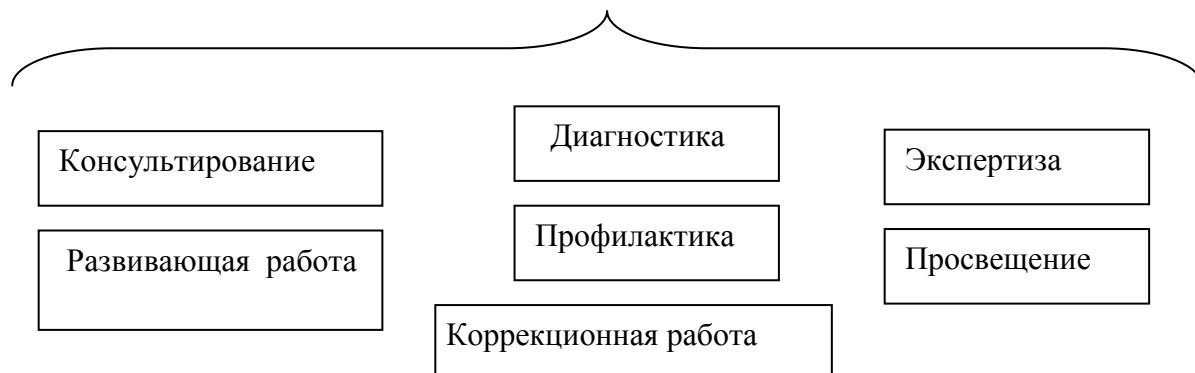 Диагностика
Консультирование
Экспертиза
Профилактика
Развивающая работа
Просвещение
Коррекционная работа